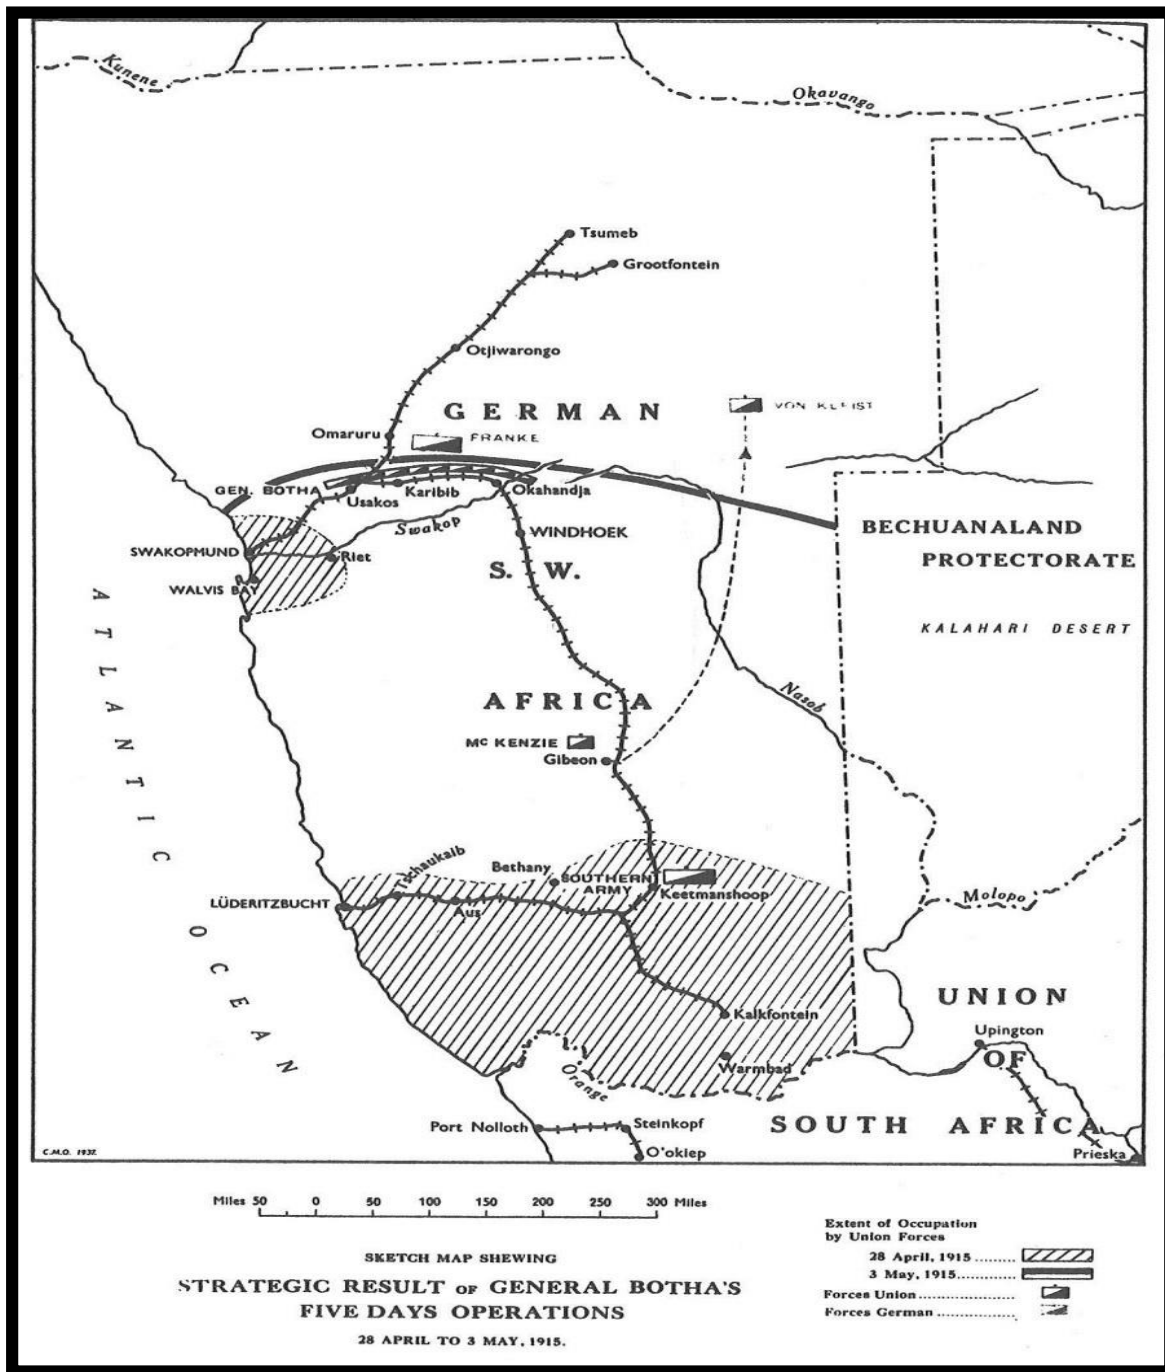 Kunene
Okavango
Tsumeb
Grootfontein
Otjiwarongo
GERMAN
VON KLEIST
Omaruru
FRANKE
GEN. BOTHA
Usakos
Karibib
Okahandja
Swakop
BECHUANALAND
PROTECTORATE
SWAKOPMUND
Riet
WINDHOEK
S. W.
WALVIS BAY
KALAHARI DESERT
ATLANTIC OCEAN
AFRICA
Nasob
Mc KENZIE
Gibeon
Tschaukaib
Bethany
SOUTHERN
ARMY
Keetmanshoop
LÜDERITZBUCHT
Aus
Molopo
UNION
Kalkfontein
Upington
OF
Warmbad
Orange
Port Nolloth
Steinkopf
SOUTH AFRICA
O'okiep
Prieska
C.M.O. 1937.
Miles 50 0 50 100 150 200 250 300 Miles
Extent of Occupation
by Union Forces
28 April, 1915 ........
3 May, 1915 ............
Forces Union ................
Forces German .............
SKETCH MAP SHEWING
STRATEGIC RESULT OF GENERAL BOTHA'S
FIVE DAYS OPERATIONS
28 APRIL TO 3 MAY, 1915.